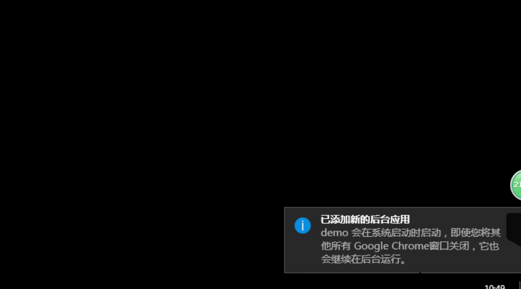 已添加新的后台应用
demo 会在系统启动时启动，即使您将其
他所有 Google Chrome窗口关闭，它也
会继续在后台运行。
10:49